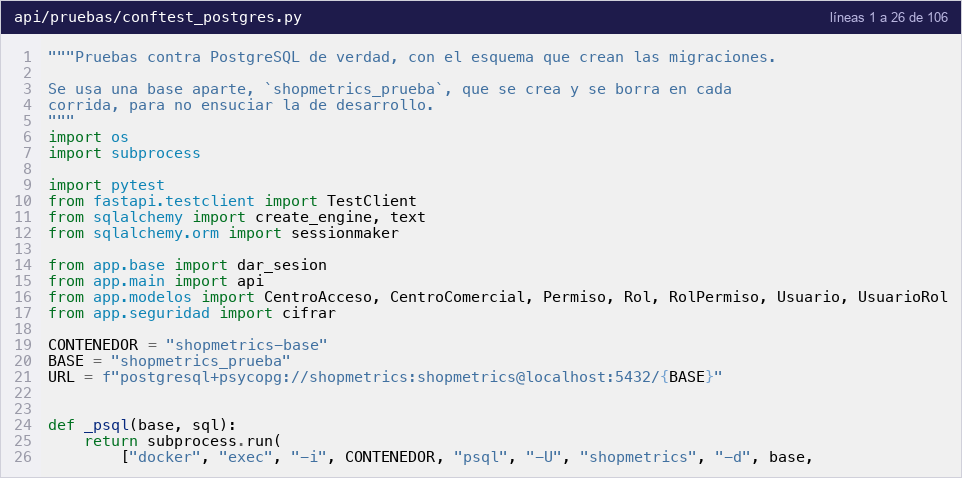 api/pruebas/conftest_postgres.py
líneas 1 a 26 de 106
1 """Pruebas contra PostgreSQL de verdad, con el esquema que crean las migraciones.
2
3 Se usa una base aparte, `shopmetrics_prueba`, que se crea y se borra en cada
4 corrida, para no ensuciar la de desarrollo.
5 """
6 import os
7 import subprocess
8
9 import pytest
10 from fastapi.testclient import TestClient
11 from sqlalchemy import create_engine, text
12 from sqlalchemy.orm import sessionmaker
13
14 from app.base import dar_sesion
15 from app.main import api
16 from app.modelos import CentroAcceso, CentroComercial, Permiso, Rol, RolPermiso, Usuario, UsuarioRol
17 from app.seguridad import cifrar
18
19 CONTENEDOR = "shopmetrics-base"
20 BASE = "shopmetrics_prueba"
21 URL = f"postgresql+psycopg://shopmetrics:shopmetrics@localhost:5432/{BASE}"
22
23
24 def _psql(base, sql):
25     return subprocess.run(
26         ["docker", "exec", "-i", CONTENEDOR, "psql", "-U", "shopmetrics", "-d", base,